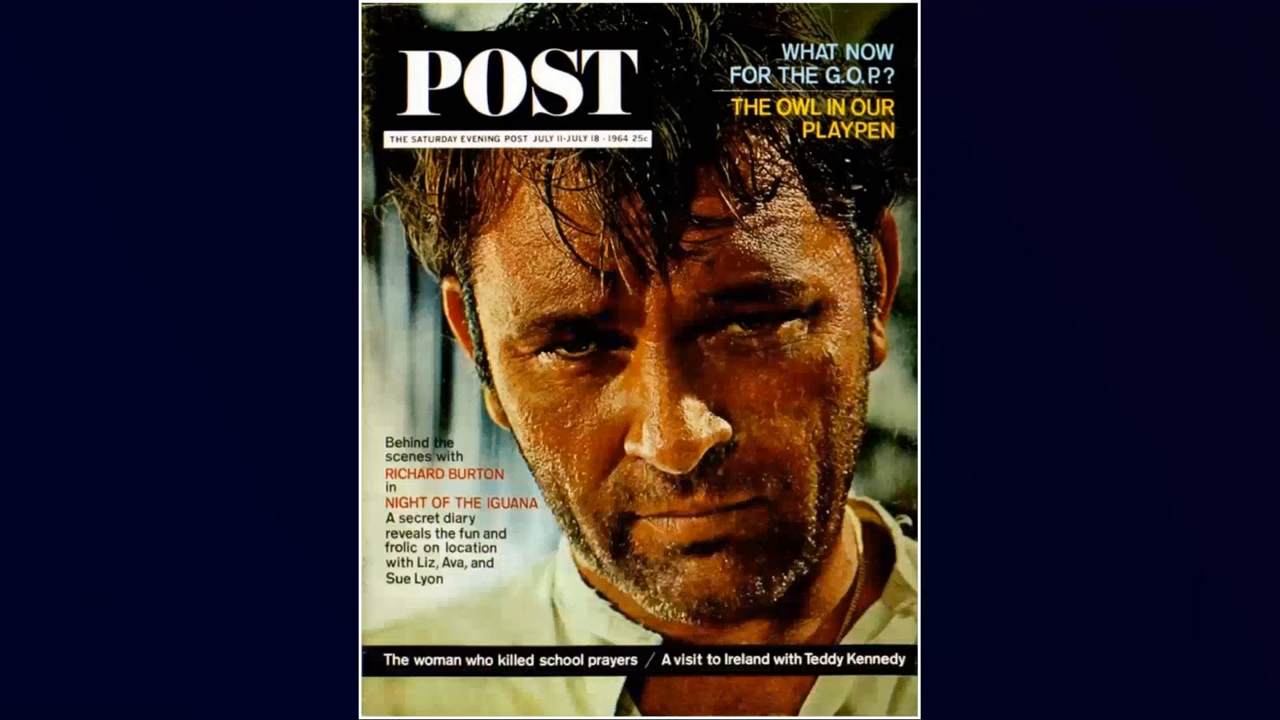 POST
THE SATURDAY EVENING POST JULY 11-JULY 18 · 1964 25c
WHAT NOW
FOR THE G.O.P.?
THE OWL IN OUR
PLAYPEN
Behind the
scenes with
RICHARD BURTON
in
NIGHT OF THE IGUANA
A secret diary
reveals the fun and
frolic on location
with Liz, Ava, and
Sue Lyon
The woman who killed school prayers / A visit to Ireland with Teddy Kennedy